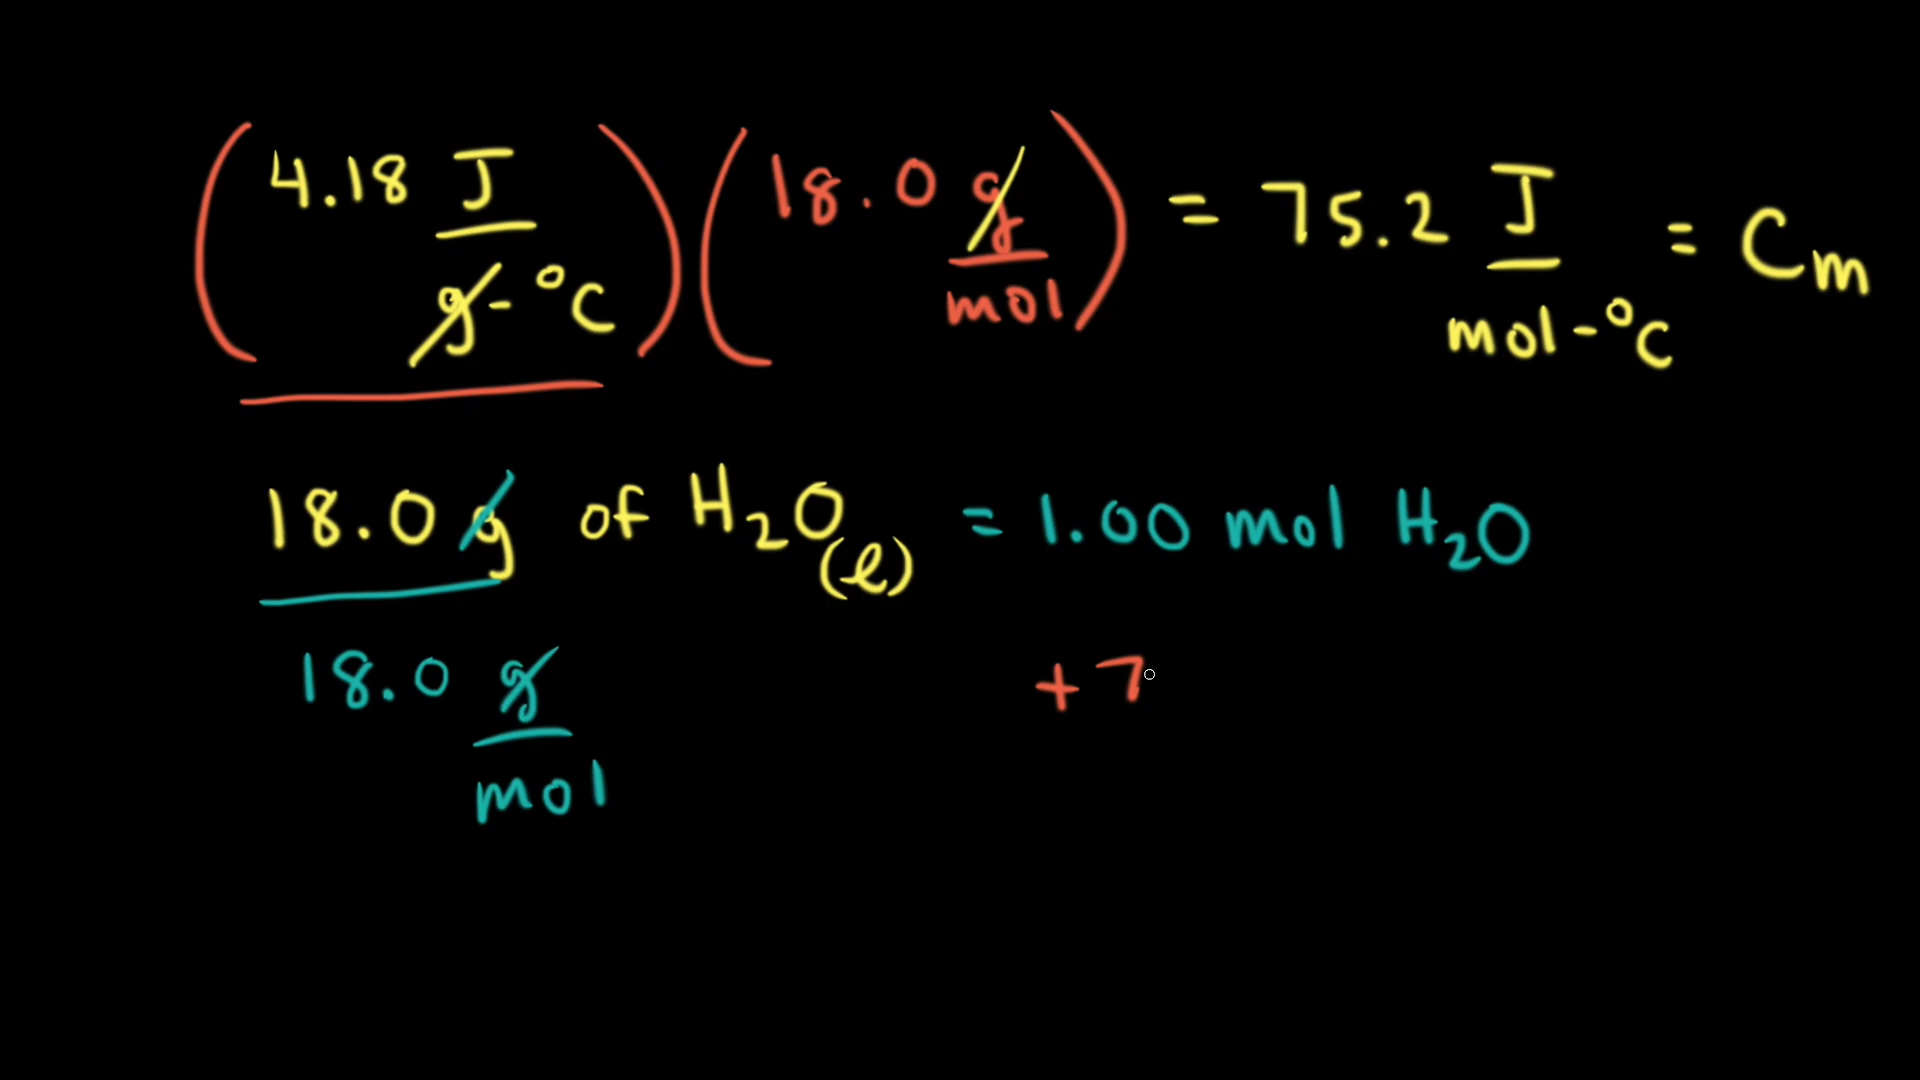 (4.18 J/g-°C)(18.0 g/mol) = 75.2 J/mol-°C = Cm
18.0 g of H₂O(l) = 1.00 mol H₂O
18.0 g/mol
+7